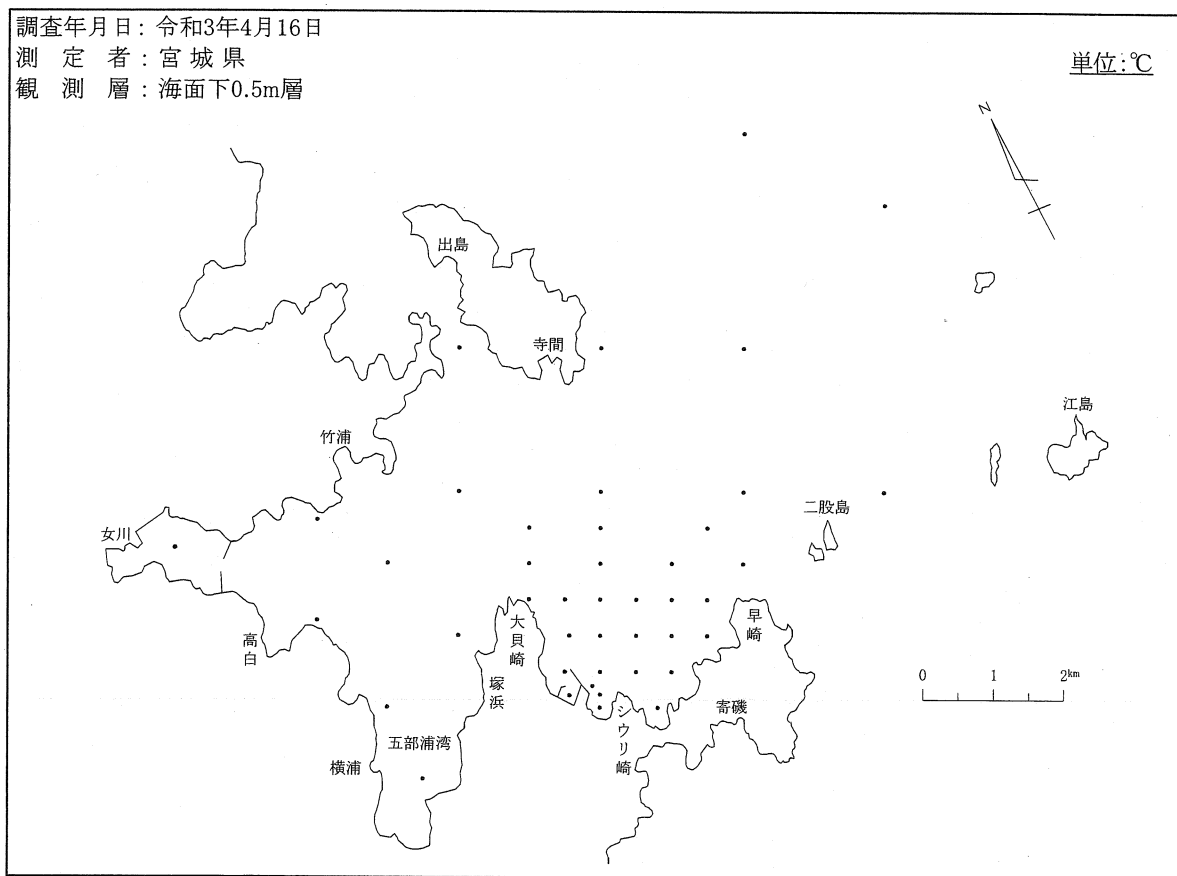 調査年月日：令和3年4月16日
測定者：宮城県
観測層：海面下0.5m層
単位：℃
N
出島
寺間
江島
竹浦
二股島
女川
早崎
大貝崎
高白
塚浜
0 1 2km
寄磯
シウリ崎
五部浦湾
横浦